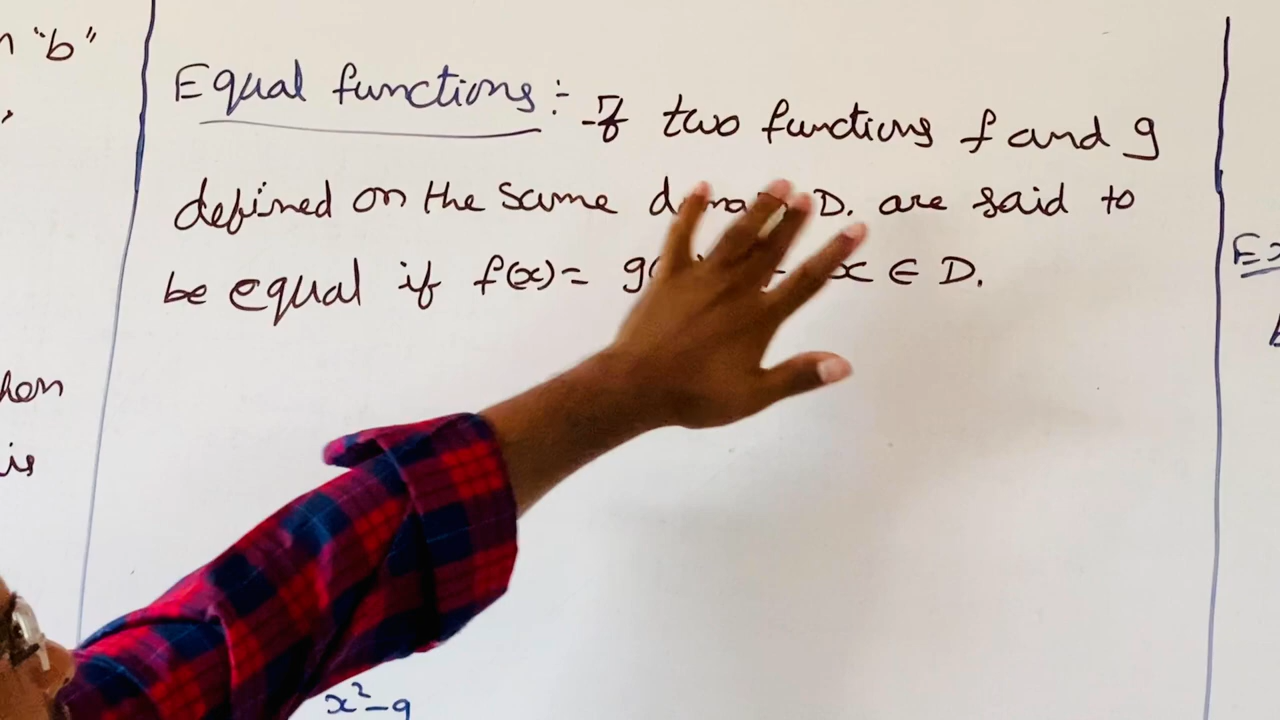 n "b"
,
Equal functions :- If two functions f and g
defined on the same domain D. are said to
be equal if f(x) = g( x ∈ D.
hen
is
Ex
x²-9